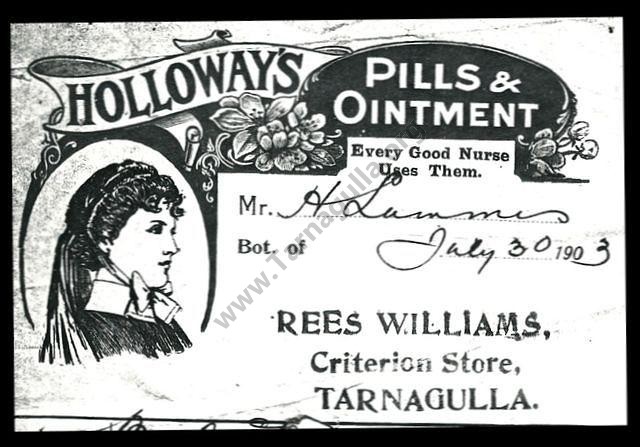 HOLLOWAY'S
PILLS &
OINTMENT
Every Good Nurse
Uses Them.
Mr. H Lammes
Bot. of July 30 1903
REES WILLIAMS,
Criterion Store,
TARNAGULLA.